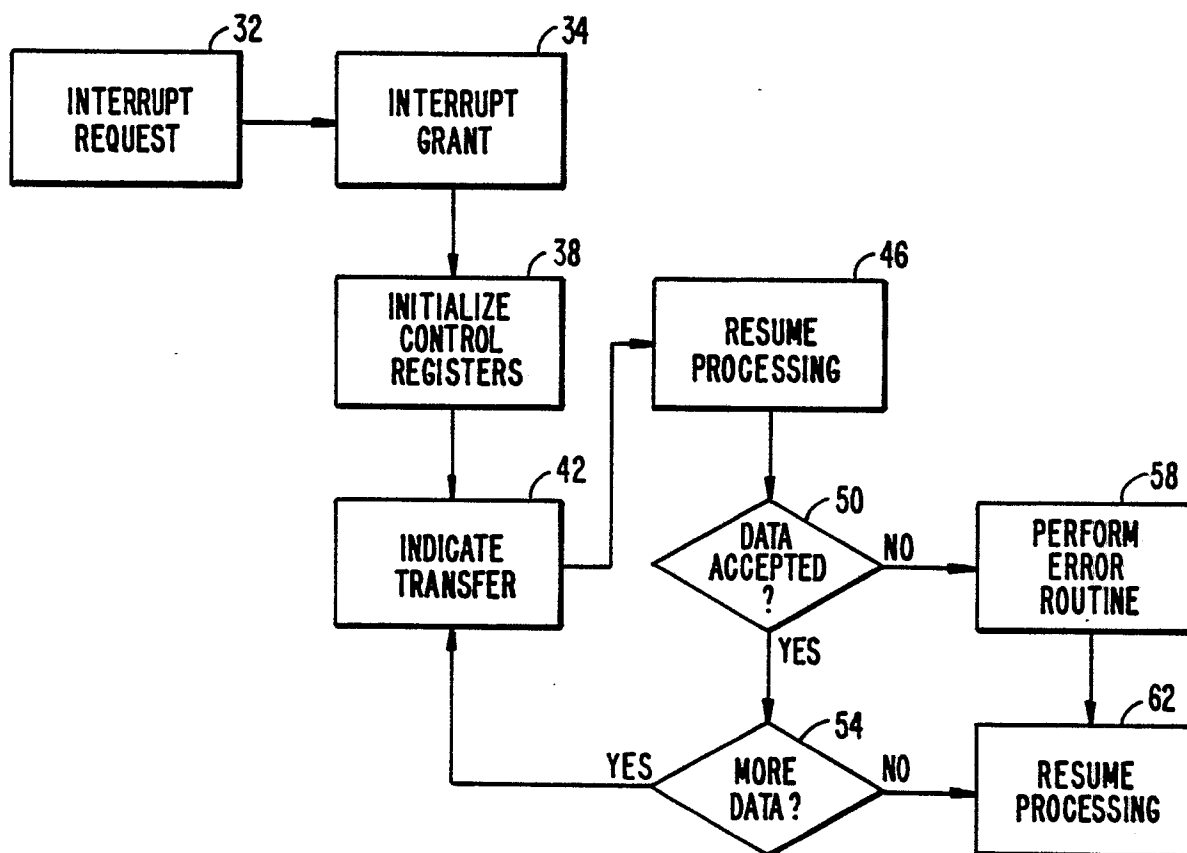 32
INTERRUPT
REQUEST
34
INTERRUPT
GRANT
38
INITIALIZE
CONTROL
REGISTERS
42
INDICATE
TRANSFER
46
RESUME
PROCESSING
50
DATA
ACCEPTED
?
NO
YES
58
PERFORM
ERROR
ROUTINE
54
MORE
DATA?
YES
NO
62
RESUME
PROCESSING